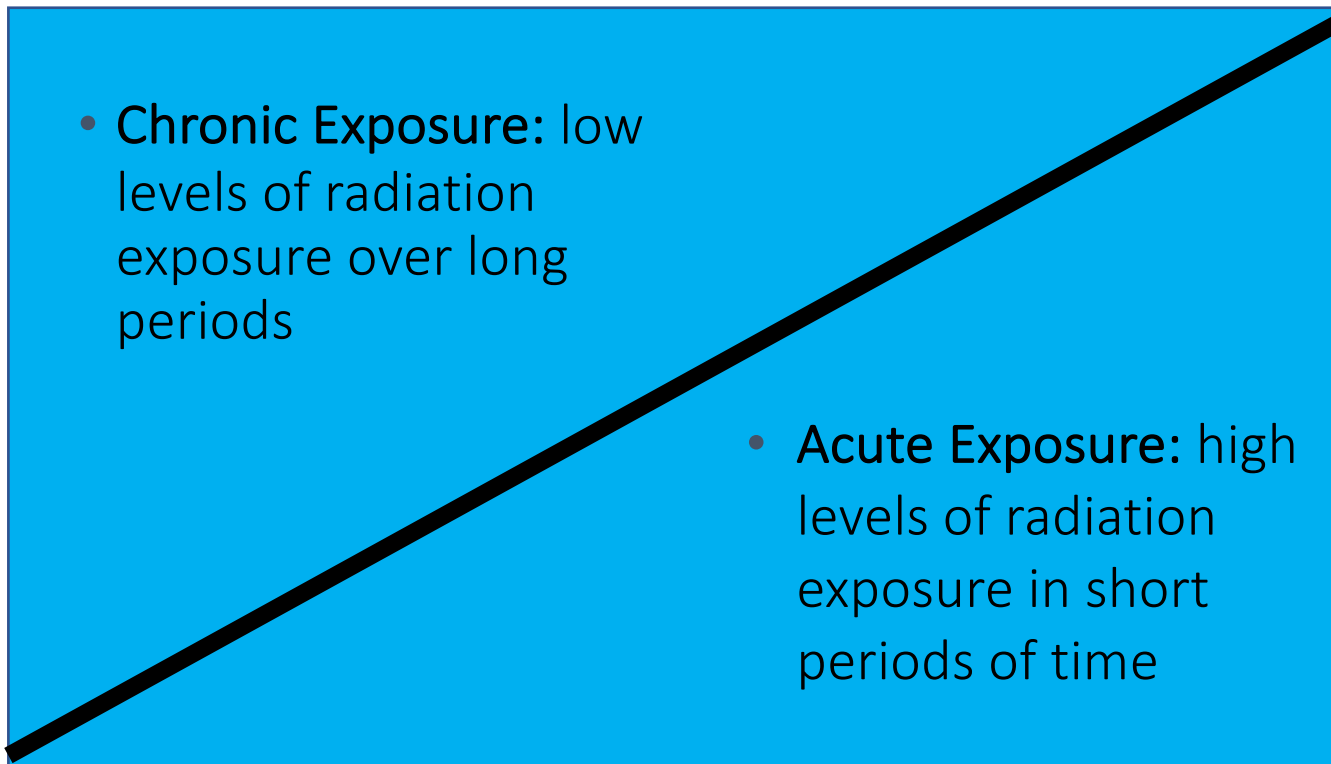 • Chronic Exposure: low
levels of radiation
exposure over long
periods
• Acute Exposure: high
levels of radiation
exposure in short
periods of time